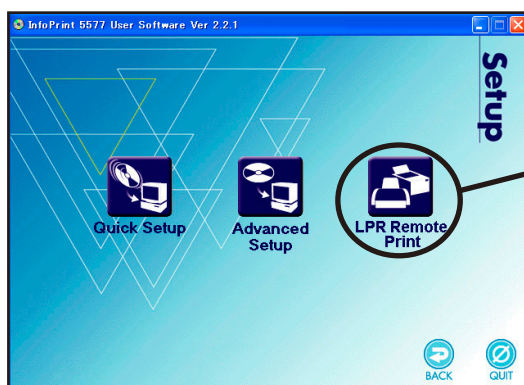 InfoPrint 5577 User Software Ver 2.2.1
Setup
Quick Setup
Advanced
Setup
LPR Remote
Print
BACK
QUIT